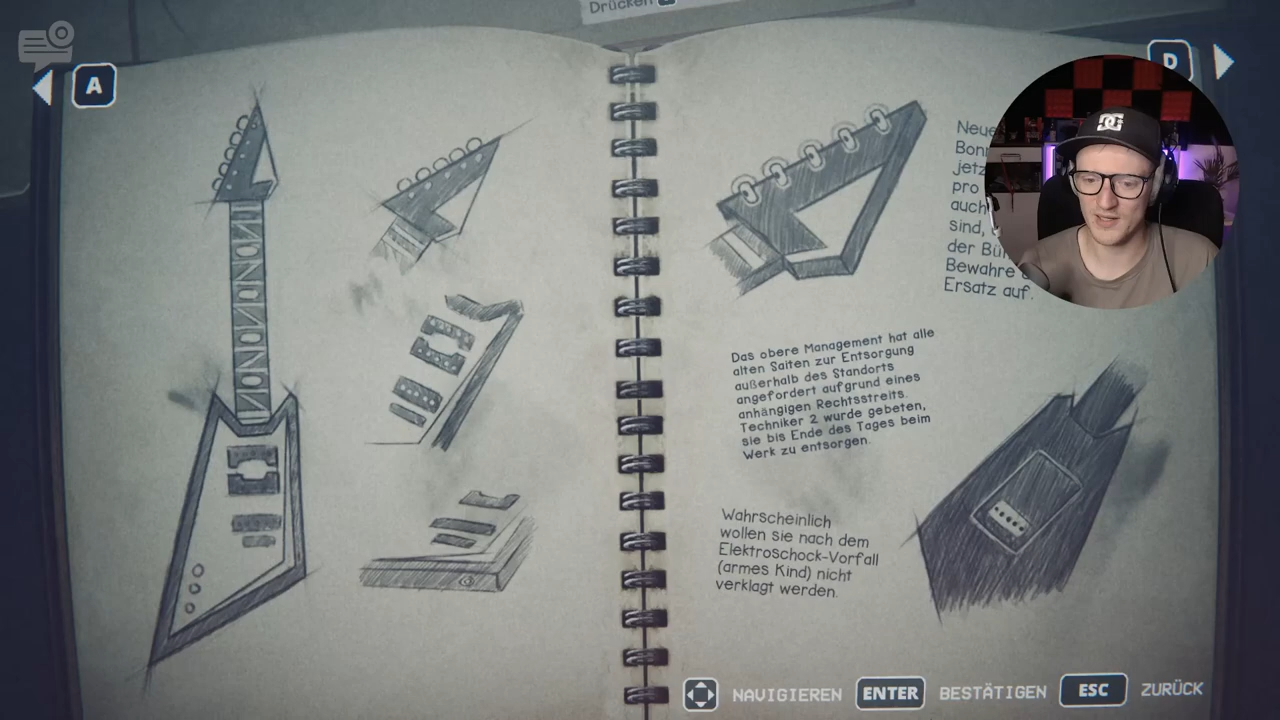 Drücken
A
D
Neue
jetz
pro
auch
sind,
der Bü
Bewahre
Ersatz auf.
Das obere Management hat alle
alten Saiten zur Entsorgung
außerhalb des Standorts
angefordert aufgrund eines
anhängigen Rechtsstreits.
Techniker 2 wurde gebeten,
sie bis Ende des Tages beim
Werk zu entsorgen.
Wahrscheinlich
wollen sie nach dem
Elektroschock-Vorfall
(armes Kind) nicht
verklagt werden.
NAVIGIEREN ENTER BESTÄTIGEN ESC ZURÜCK